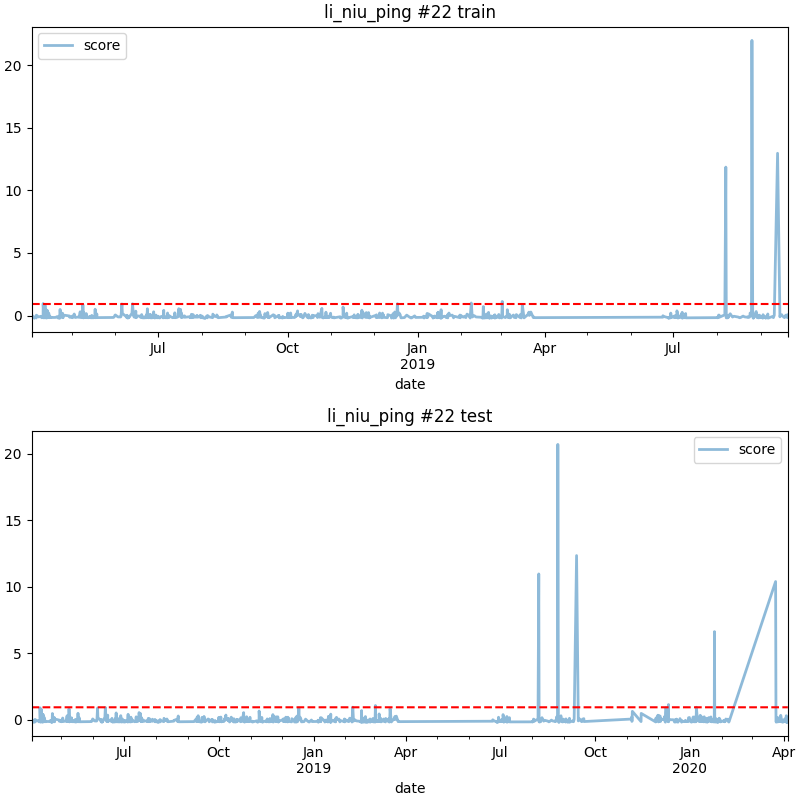 li_niu_ping #22 train
score
20
15
10
5
0
Jul Oct Jan Apr Jul
2019
date
li_niu_ping #22 test
score
20
15
10
5
0
Jul Oct Jan Apr Jul Oct Jan Apr
2019 2020
date